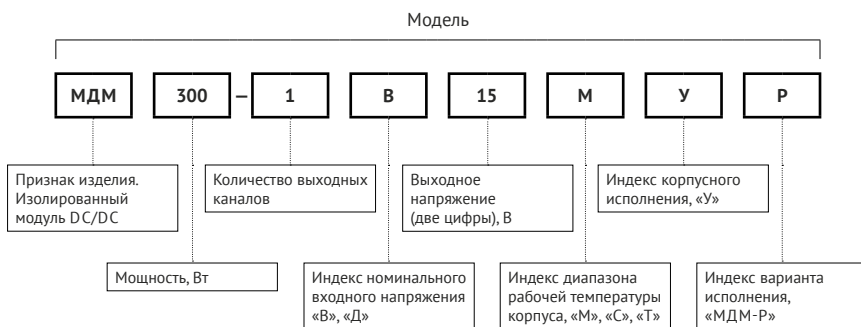 Модель
МДМ 300 – 1 В 15 М У Р
Признак изделия.
Изолированный
модуль DC/DC
Количество выходных
каналов
Выходное
напряжение
(две цифры), В
Индекс корпусного
исполнения, «У»
Мощность, Вт
Индекс номинального
входного напряжения
«В», «Д»
Индекс диапазона
рабочей температуры
корпуса, «М», «С», «Т»
Индекс варианта
исполнения,
«МДМ-Р»